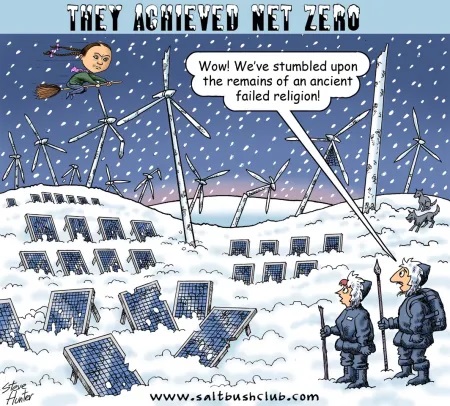 THEY ACHIEVED NET ZERO
Wow! We've stumbled upon
the remains of an ancient
failed religion!
Steve
Hunter
www.saltbushclub.com